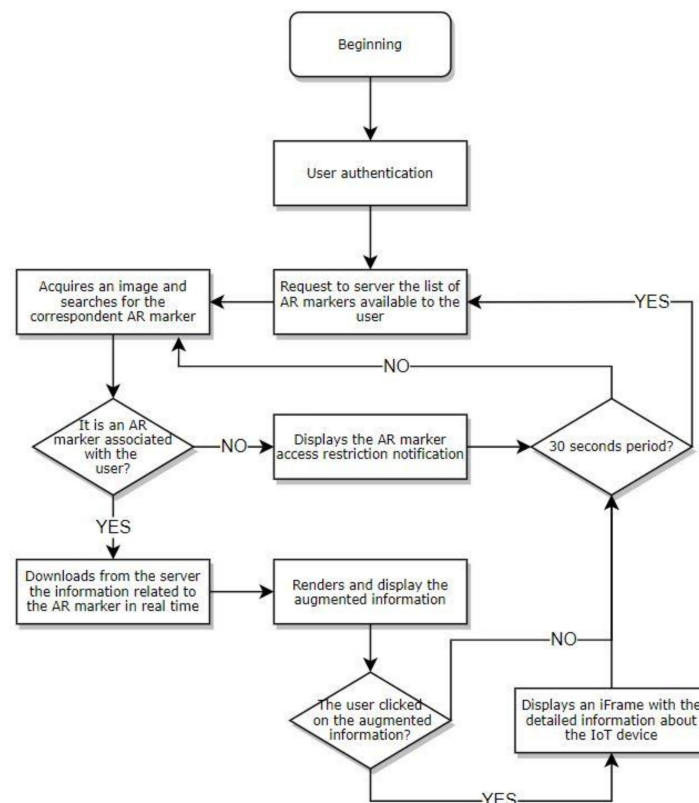 Beginning
User authentication
Acquires an image and
searches for the
correspondent AR marker
Request to server the list of
AR markers available to the
user
YES
NO
It is an AR
marker associated
with the
user?
NO
Displays the AR marker
access restriction notification
30 seconds period?
YES
Downloads from the server
the information related to
the AR marker in real time
Renders and display the
augmented information
NO
The user clicked
on the augmented
information?
Displays an iFrame with the
detailed information about
the IoT device
YES